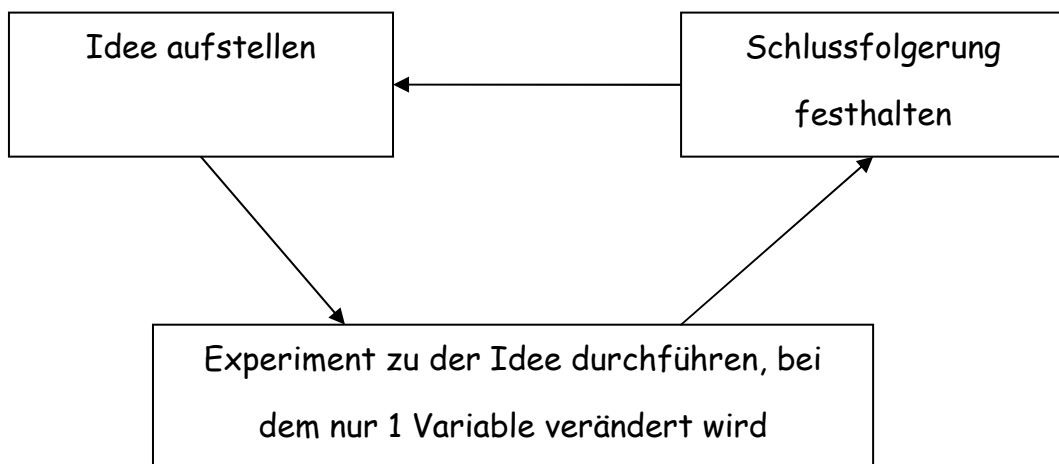 Idee aufstellen
Schlussfolgerung
festhalten
Experiment zu der Idee durchführen, bei
dem nur 1 Variable verändert wird